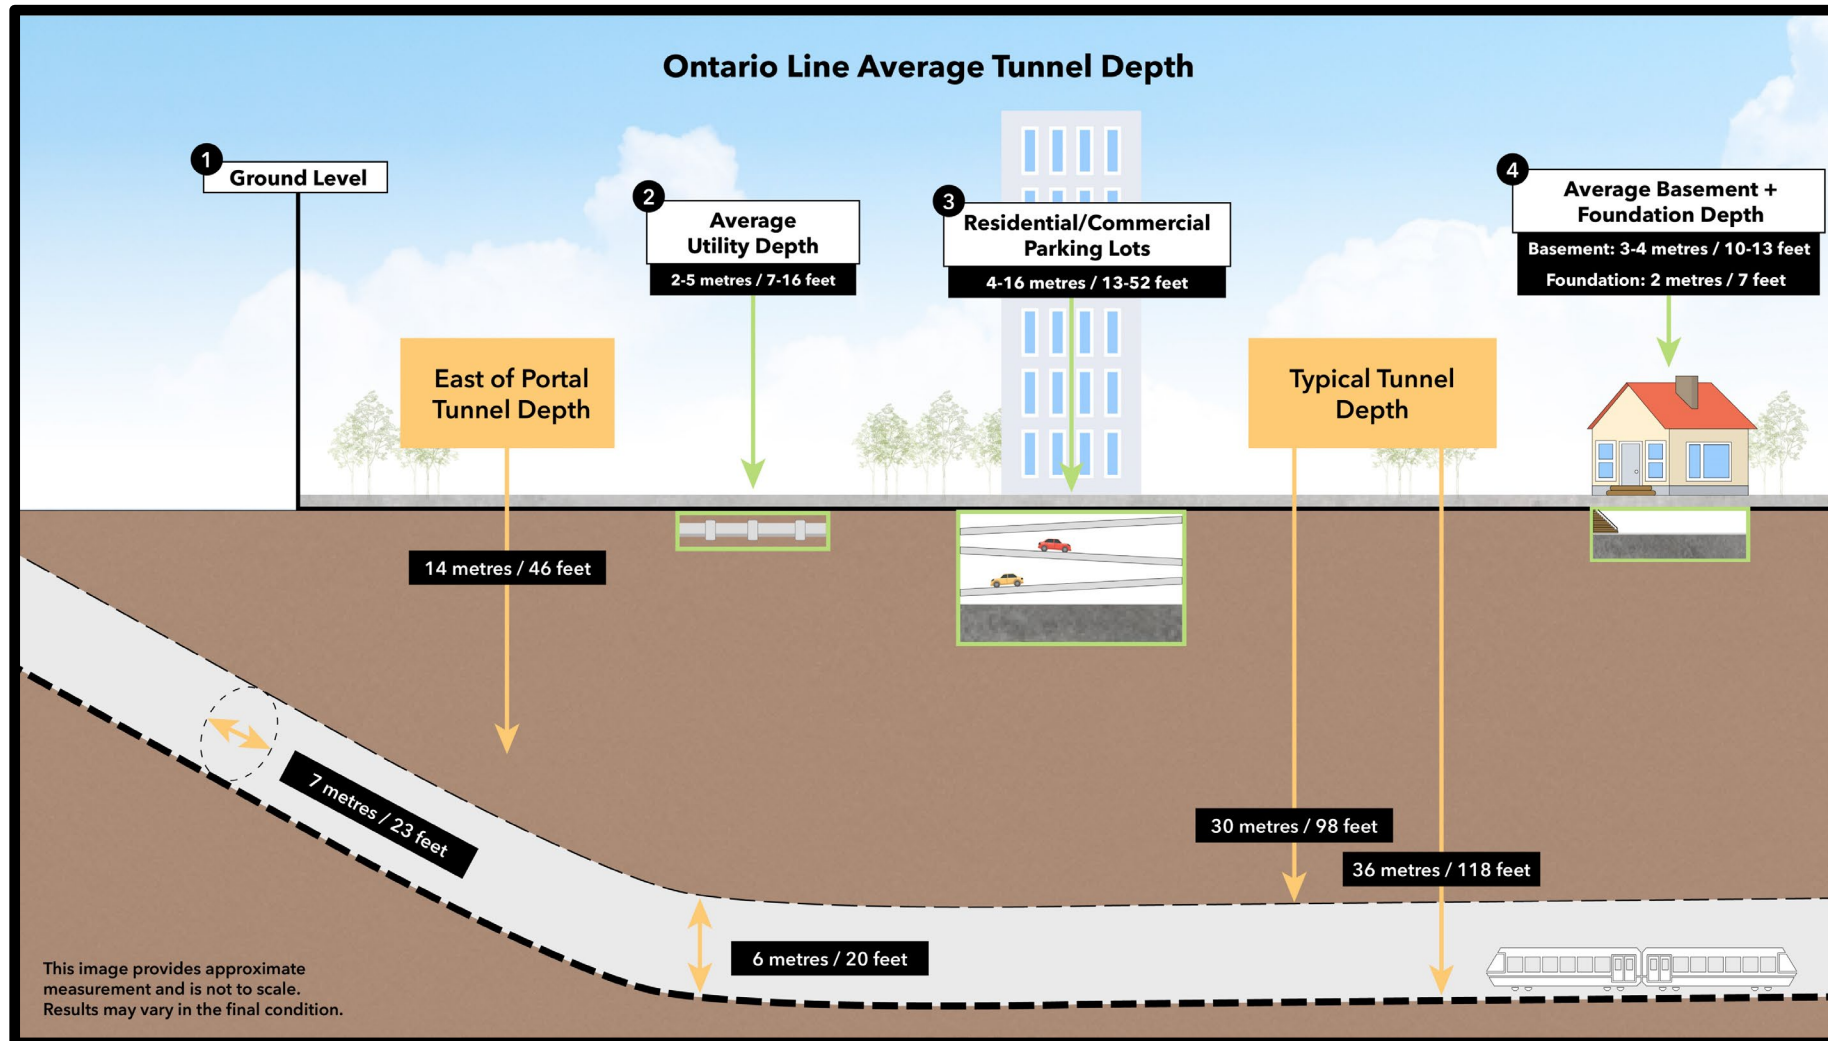 Ontario Line Average Tunnel Depth
1
Ground Level
2
Average
Utility Depth
2-5 metres / 7-16 feet
3
Residential/Commercial
Parking Lots
4-16 metres / 13-52 feet
4
Average Basement +
Foundation Depth
Basement: 3-4 metres / 10-13 feet
Foundation: 2 metres / 7 feet
East of Portal
Tunnel Depth
14 metres / 46 feet
Typical Tunnel
Depth
30 metres / 98 feet
36 metres / 118 feet
7 metres / 23 feet
6 metres / 20 feet
This image provides approximate
measurement and is not to scale.
Results may vary in the final condition.